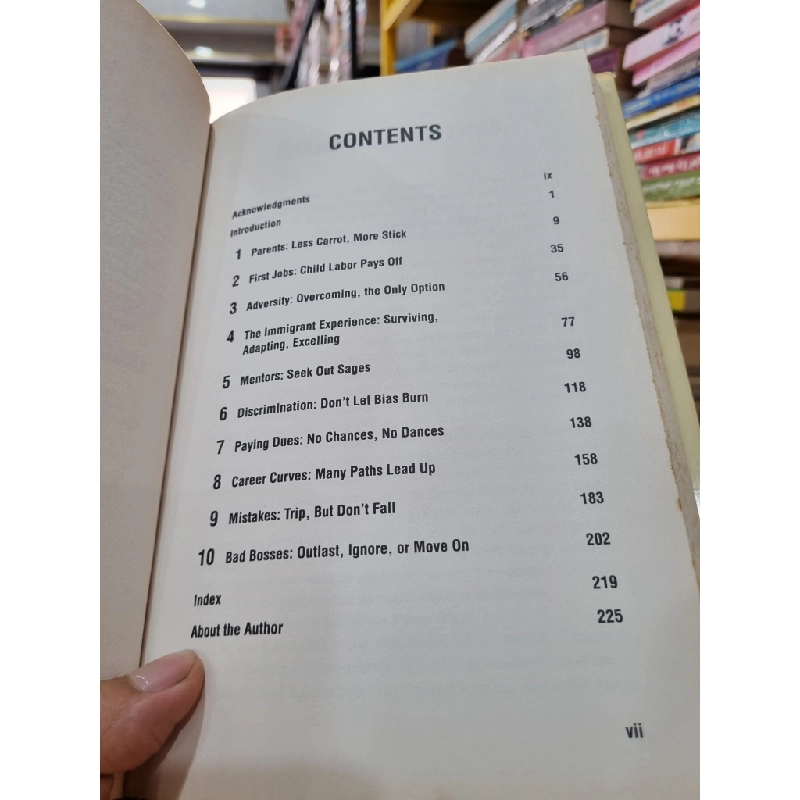 CONTENTS
Acknowledgments ix
Introduction 1
1 Parents: Less Carrot, More Stick 9
2 First Jobs: Child Labor Pays Off 35
3 Adversity: Overcoming, the Only Option 56
4 The Immigrant Experience: Surviving,
Adapting, Excelling 77
5 Mentors: Seek Out Sages 98
6 Discrimination: Don't Let Bias Burn 118
7 Paying Dues: No Chances, No Dances 138
8 Career Curves: Many Paths Lead Up 158
9 Mistakes: Trip, But Don't Fall 183
10 Bad Bosses: Outlast, Ignore, or Move On 202
Index 219
About the Author 225
vii